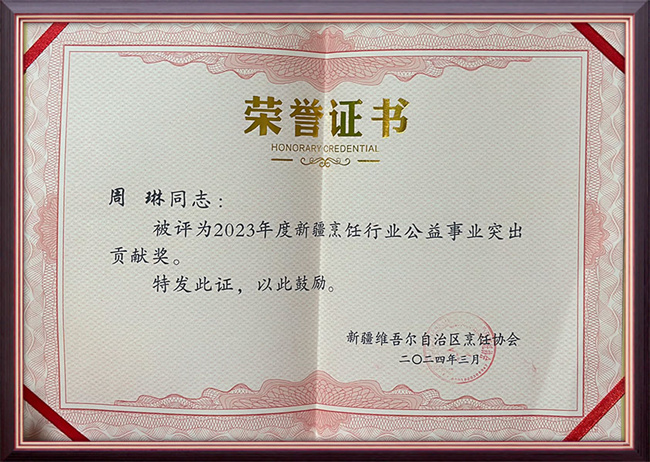 荣誉证书
HONORARY CREDENTIAL
周 琳同志：
被评为2023年度新疆烹饪行业公益事业突出
贡献奖。
特发此证，以此鼓励。
新疆维吾尔自治区烹饪协会
二〇二四年三月